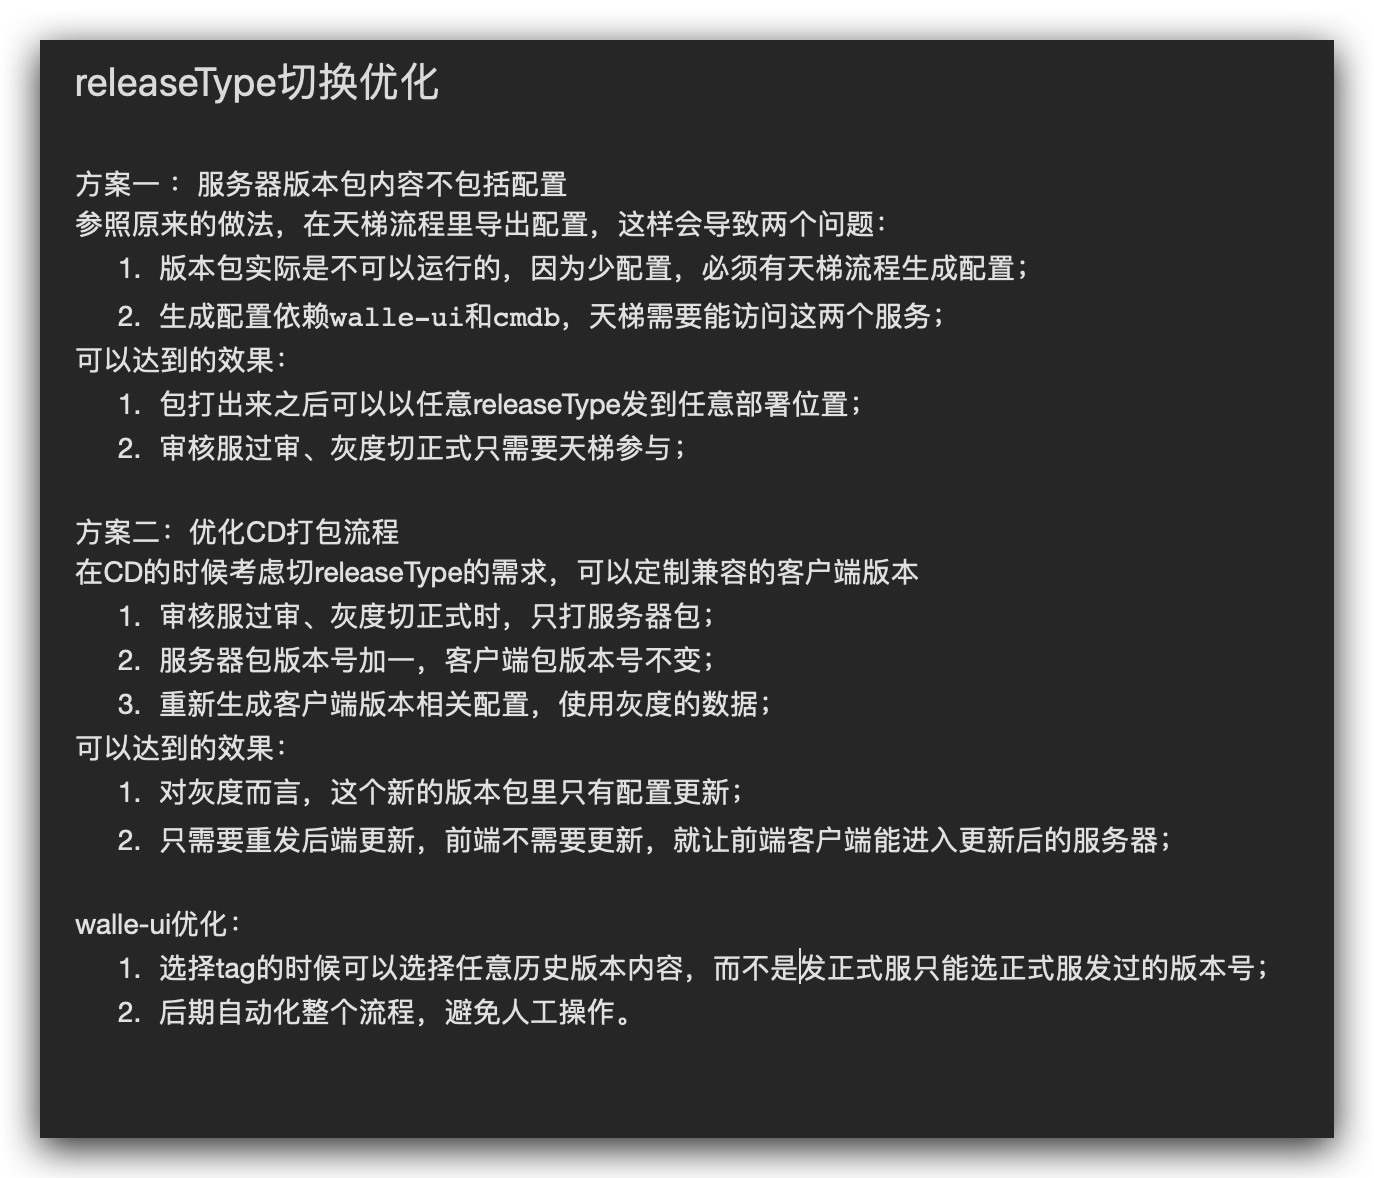 releaseType切换优化
方案一 ：服务器版本包内容不包括配置
参照原来的做法，在天梯流程里导出配置，这样会导致两个问题：
1. 版本包实际是不可以运行的，因为少配置，必须有天梯流程生成配置；
2. 生成配置依赖walle-ui和cmdb，天梯需要能访问这两个服务；
可以达到的效果：
1. 包打出来之后可以以任意releaseType发到任意部署位置；
2. 审核服过审、灰度切正式只需要天梯参与；
方案二：优化CD打包流程
在CD的时候考虑切releaseType的需求，可以定制兼容的客户端版本
1. 审核服过审、灰度切正式时，只打服务器包；
2. 服务器包版本号加一，客户端包版本号不变；
3. 重新生成客户端版本相关配置，使用灰度的数据；
可以达到的效果：
1. 对灰度而言，这个新的版本包里只有配置更新；
2. 只需要重发后端更新，前端不需要更新，就让前端客户端能进入更新后的服务器；
walle-ui优化：
1. 选择tag的时候可以选择任意历史版本内容，而不是发正式服只能选正式服发过的版本号；
2. 后期自动化整个流程，避免人工操作。